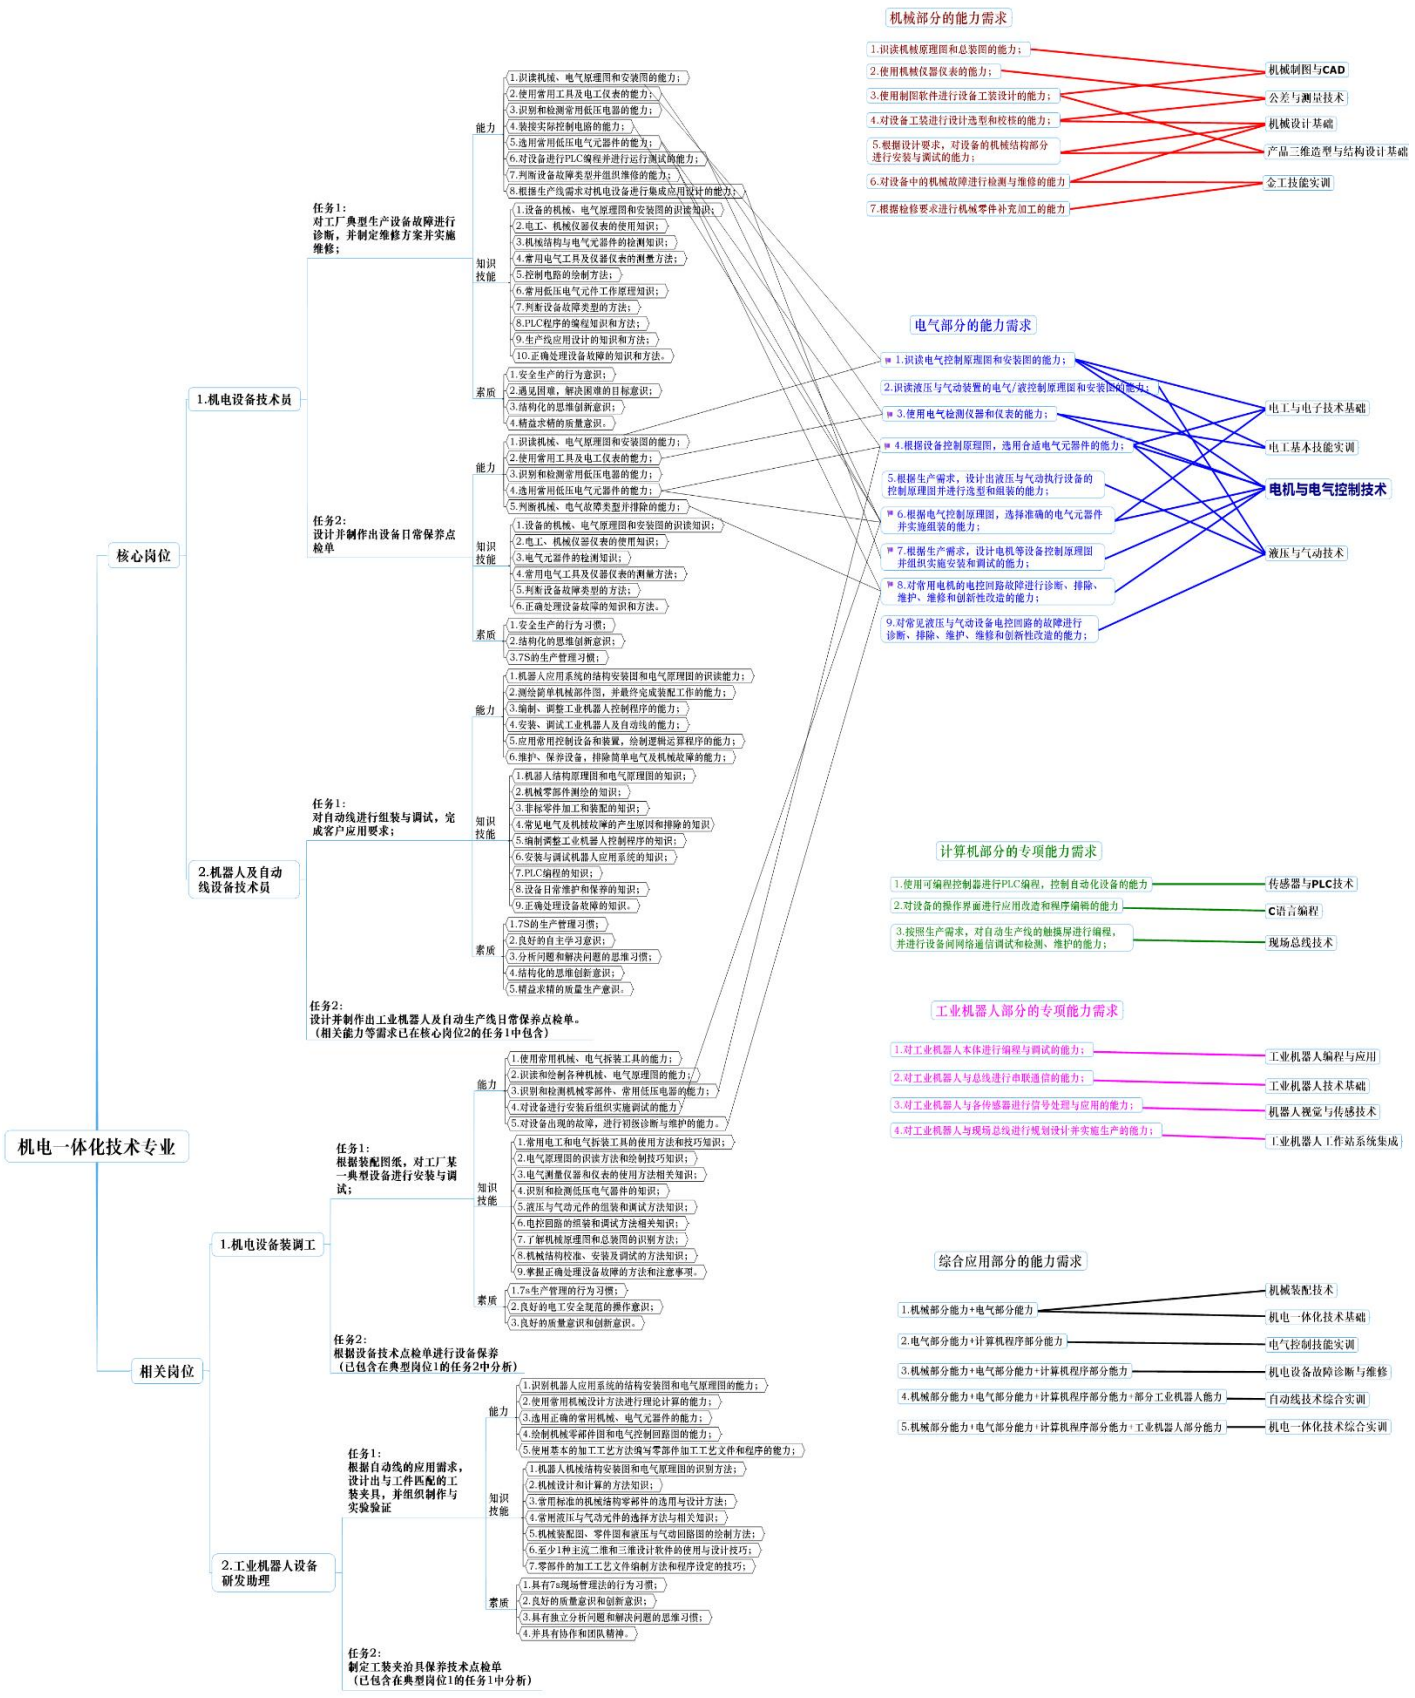 机电一体化技术专业
核心岗位
1.机电设备技术员
任务1:
对工厂典型生产设备故障进行
诊断，并制定维修方案并实施
维修；
能力
1.识读机械、电气原理图和安装图的能力；
2.使用常用工具及电工仪表的能力；
3.识别和检测常用低压电器的能力；
4.装接实际控制电路的能力；
5.选用常用低压电气元器件的能为；
6.对设备进行PLC编程并进行运行测试的能力；
7.判断设备故障类型并组织维修的能力；
8.根据生产线需求对机电设备进行集成应用设计的能力；
知识
技能
1.设备的机械、电气原理图和安装图的识读知识；
2.电工、机械仪器仪表的使用知识；
3.机械结构与电气元器件的检测知识；
4.常用电气工具及仪器仪表的测量方法；
5.控制电路的绘制方法；
6.常用低压电气元件工作原理知识；
7.判断设备故障类型的方法；
8.PLC程序的编程知识和方法；
9.生产线应用设计的知识和方法；
10.正确处理设备故障的知识和方法。
素质
1.安全生产的行为意识；
2.遇见困难，解决困难的目标意识；
3.结构化的思维创新意识；
4.精益求精的质量意识。
任务2:
设计并制作出设备日常保养点
检单
能力
1.识读机械、电气原理图和安装图的能力；
2.使用常用工具及电工仪表的能力；
3.识别和检测常用低压电器的能力；
4.选用常用低压电气元器件的能力；
5.判断机械、电气故障类型并排除的能力；
知识
技能
1.设备的机械、电气原理图和安装图的识读知识；
2.电工、机械仪器仪表的使用知识；
3.电气元器件的检测知识；
4.常用电气工具及仪器仪表的测量方法；
5.判断设备故障类型的方法；
6.正确处理设备故障的知识和方法。
素质
1.安全生产的行为习惯；
2.结构化的思维创新意识；
3.7S的生产管理习惯；
2.机器人及自动
线设备技术员
任务1:
对自动线进行组装与调试，完
成客户应用要求；
能力
1.机器人应用系统的结构安装图和电气原理图的识读能力；
2.测绘简单机械部件图，并最终完成装配工作的能力；
3.编制、调整工业机器人控制程序的能力；
4.安装、调试工业机器人及自动线的能力；
5.应用常用控制设备和装置，绘制逻辑运算程序的能力；
6.维护、保养设备，排除简单电气及机械故障的能力；
知识
技能
1.机器人结构原理图和电气原理图的知识；
2.机械零部件测绘的知识；
3.非标零件加工和装配的知识；
4.常见电气及机械故障的产生原因和排除的知识
5.编制调整工业机器人控制程序的知识；
6.安装与调试机器人应用系统的知识；
7.PLC编程的知识；
8.设备日常维护和保养的知识；
9.正确处理设备故障的知识。
素质
1.7S的生产管理习惯；
2.良好的自主学习意识；
3.分析问题和解决问题的思维习惯；
4.结构化的思维创新意识；
5.精益求精的质量生产意识。
任务2:
设计并制作出工业机器人及自动生产线日常保养点检单。
（相关能力等需求已在核心岗位2的任务1中包含）
相关岗位
1.机电设备装调工
任务1:
根据装配图纸，对工厂某
一典型设备进行安装与调
试；
能力
1.使用常用机械、电气拆装工具的能力；
2.识读和绘制各种机械、电气原理图的能力；
3.识别和检测机械零部件、常用低压电器的能力；
4.对设备进行安装后组织实施调试的能力
5.对设备出现的故障，进行初级诊断与维护的能力。
知识
技能
1.常用电工和电气拆装工具的使用方法和技巧知识；
2.电气原理图的识读方法和绘制技巧知识；
3.电气测量仪器和仪表的使用方法相关知识；
4.识别和检测低压电气器件的知识；
5.液压与气动元件的组装和调试方法知识；
6.电控回路的组装和调试方法相关知识；
7.了解机械原理图和总装图的识别方法；
8.机械结构校准、安装及调试的方法知识；
9.掌握正确处理设备故障的方法和注意事项。
素质
1.7s生产管理的行为习惯；
2.良好的电工安全规范的操作意识；
3.良好的质量意识和创新意识。
任务2:
根据设备技术点检单进行设备保养
（已包含在典型岗位1的任务2中分析）
2.工业机器人设备
研发助理
任务1:
根据自动线的应用需求，
设计出与工件匹配的工
装夹具，并组织制作与
实验验证
能力
1.识别机器人应用系统的结构安装图和电气原理图的能力；
2.使用常用机械设计方法进行理论计算的能力；
3.选用正确的常用机械、电气元器件的能力；
4.绘制机械零部件图和电气控制回路图的能力；
5.使用基本的加工工艺方法编写零部件加工工艺文件和程序的能力；
知识
技能
1.机器人机械结构安装图和电气原理图的识别方法；
2.机械设计和计算的方法知识；
3.常用标准的机械结构零部件的选用与设计方法；
4.常用液压与气动元件的选择方法与相关知识；
5.机械装配图、零件图和液压与气动回路图的绘制方法；
6.至少1种主流二维和三维设计软件的使用与设计技巧；
7.零部件的加工工艺文件编制方法和程序设定的技巧；
素质
1.具有7s现场管理法的行为习惯；
2.良好的质量意识和创新意识；
3.具有独立分析问题和解决问题的思维习惯；
4.并具有协作和团队精神。
任务2:
制定工装夹治具保养技术点检单
（已包含在典型岗位1的任务1中分析）
机械部分的能力需求
1.识读机械原理图和总装图的能力；
2.使用机械仪器仪表的能力；
3.使用制图软件进行设备工装设计的能力；
4.对设备工装进行设计选型和校核的能力；
5.根据设计要求，对设备的机械结构部分
进行安装与调试的能力；
6.对设备中的机械故障进行检测与维修的能力
7.根据检修要求进行机械零件补充加工的能力
机械制图与CAD
公差与测量技术
机械设计基础
产品三维造型与结构设计基础
金工技能实训
电气部分的能力需求
1.识读电气控制原理图和安装图的能力；
2.识读液压与气动装置的电气/液控制原理图和安装图的能力；
3.使用电气检测仪器和仪表的能力；
4.根据设备控制原理图，选用合适电气元器件的能力；
5.根据生产需求，设计出液压与气动执行设备的
控制原理图并进行选型和组装的能力；
6.根据电气控制原理图，选择准确的电气元器件
并实施组装的能力；
7.根据生产需求，设计电机等设备控制原理图
并组织实施安装和调试的能力；
8.对常用电机的电控回路故障进行诊断、排除、
维护、维修和创新性改造的能力；
9.对常见液压与气动设备电控回路的故障进行
诊断、排除、维护、维修和创新性改造的能力；
电工与电子技术基础
电工基本技能实训
电机与电气控制技术
液压与气动技术
计算机部分的专项能力需求
1.使用可编程控制器进行PLC编程，控制自动化设备的能力
2.对设备的操作界面进行应用改造和程序编辑的能力
3.按照生产需求，对自动生产线的触摸屏进行编程，
并进行设备间网络通信调试和检测、维护的能力；
传感器与PLC技术
C语言编程
现场总线技术
工业机器人部分的专项能力需求
1.对工业机器人本体进行编程与调试的能力；
2.对工业机器人与总线进行串联通信的能力；
3.对工业机器人与各传感器进行信号处理与应用的能力；
4.对工业机器人与现场总线进行规划设计并实施生产的能力；
工业机器人编程与应用
工业机器人技术基础
机器人视觉与传感技术
工业机器人工作站系统集成
综合应用部分的能力需求
1.机械部分能力+电气部分能力
2.电气部分能力+计算机程序部分能力
3.机械部分能力+电气部分能力+计算机程序部分能力
4.机械部分能力+电气部分能力+计算机程序部分能力+部分工业机器人能力
5.机械部分能力+电气部分能力+计算机程序部分能力+工业机器人部分能力
机械装配技术
机电一体化技术基础
电气控制技能实训
机电设备故障诊断与维修
自动线技术综合实训
机电一体化技术综合实训